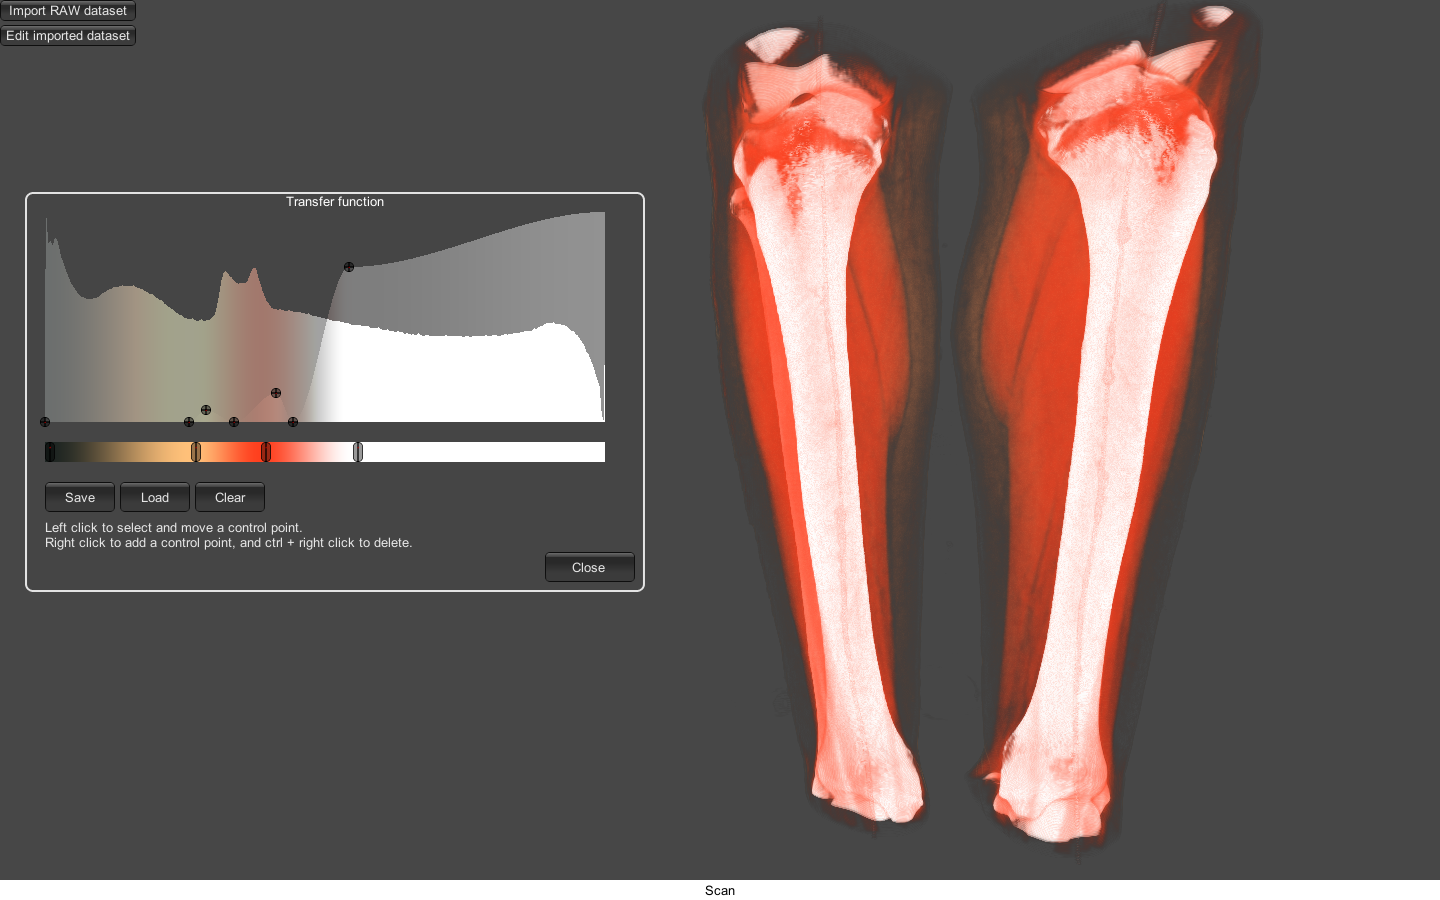 Import RAW dataset
Edit imported dataset
Transfer function
Save
Load
Clear
Left click to select and move a control point.
Right click to add a control point, and ctrl + right click to delete.
Close
Scan